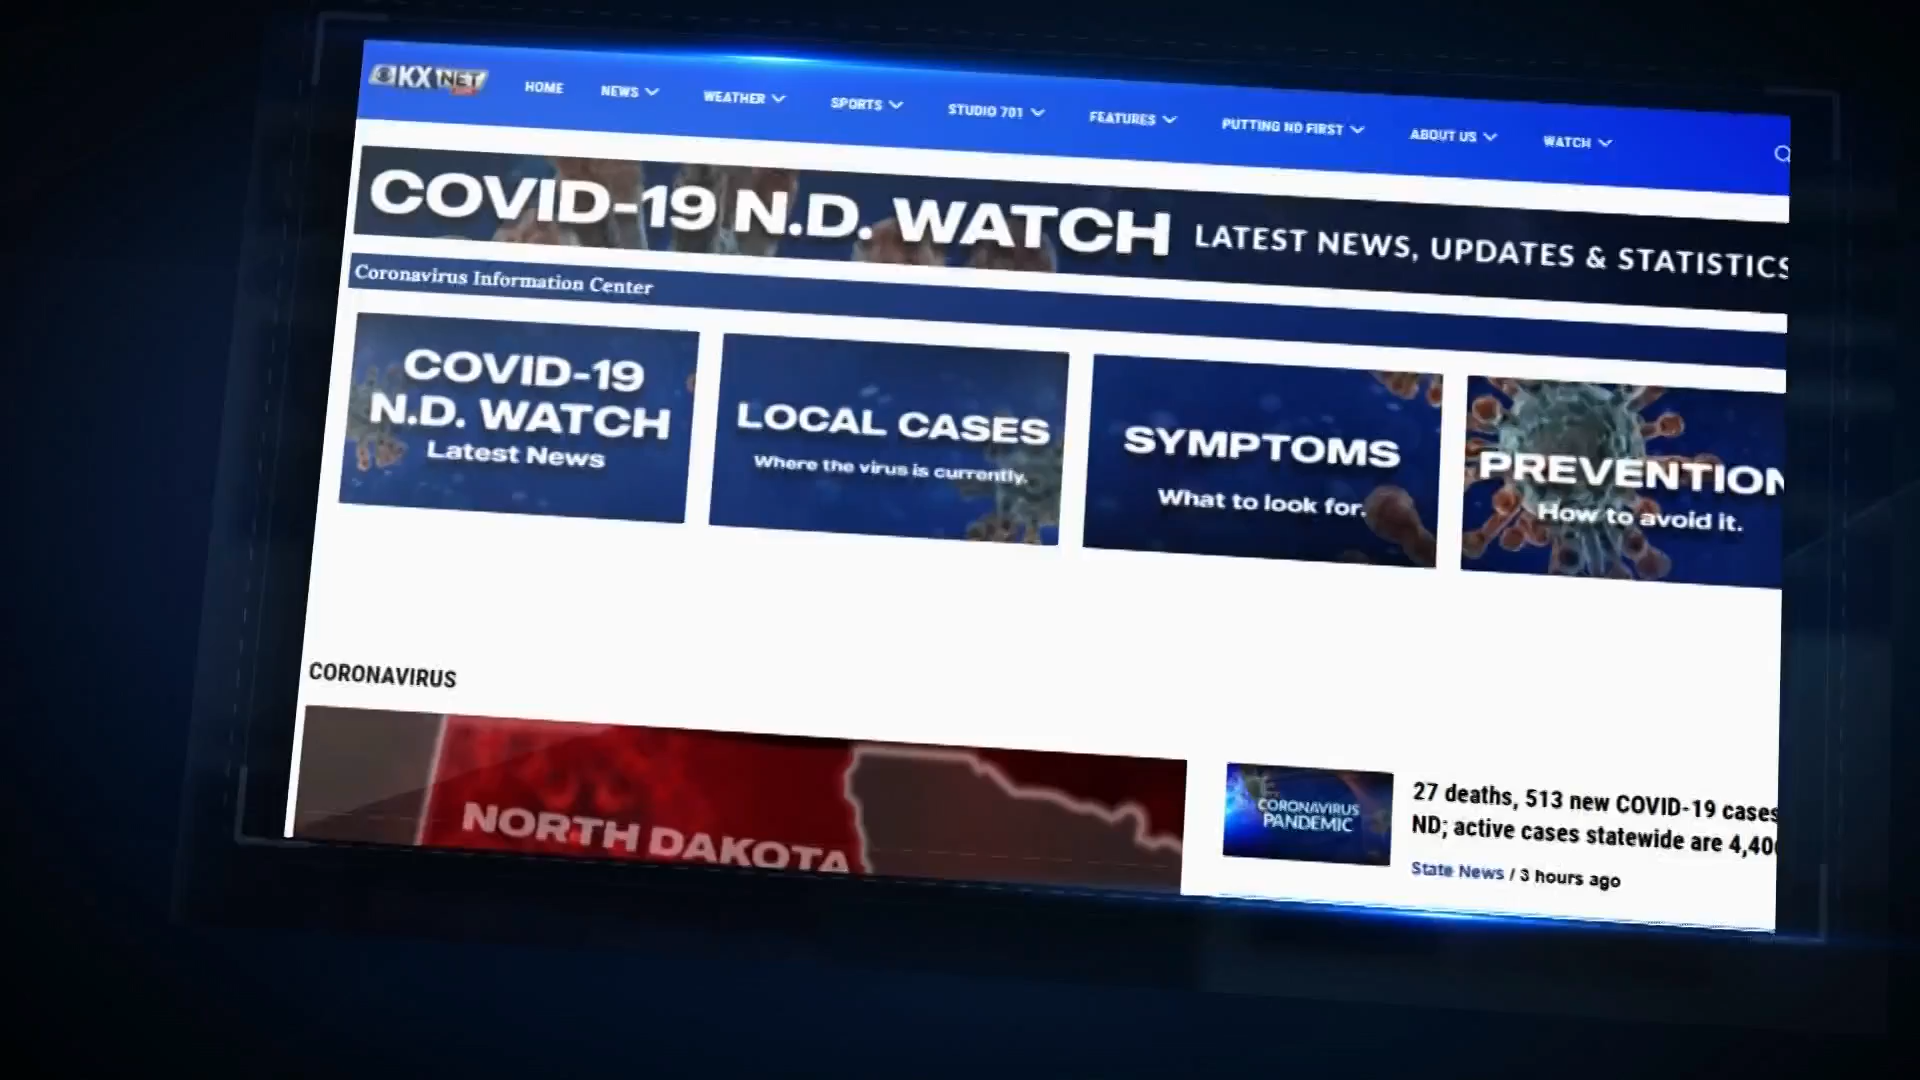 KX NET
HOME
NEWS
WEATHER
SPORTS
STUDIO 701
FEATURES
PUTTING ND FIRST
ABOUT US
WATCH
COVID-19 N.D. WATCH LATEST NEWS, UPDATES & STATISTICS
Coronavirus Information Center
COVID-19
N.D. WATCH
Latest News
LOCAL CASES
Where the virus is currently.
SYMPTOMS
What to look for.
PREVENTION
How to avoid it.
CORONAVIRUS
NORTH DAKOTA
CORONAVIRUS
PANDEMIC
27 deaths, 513 new COVID-19 cases
ND; active cases statewide are 4,40
State News / 3 hours ago